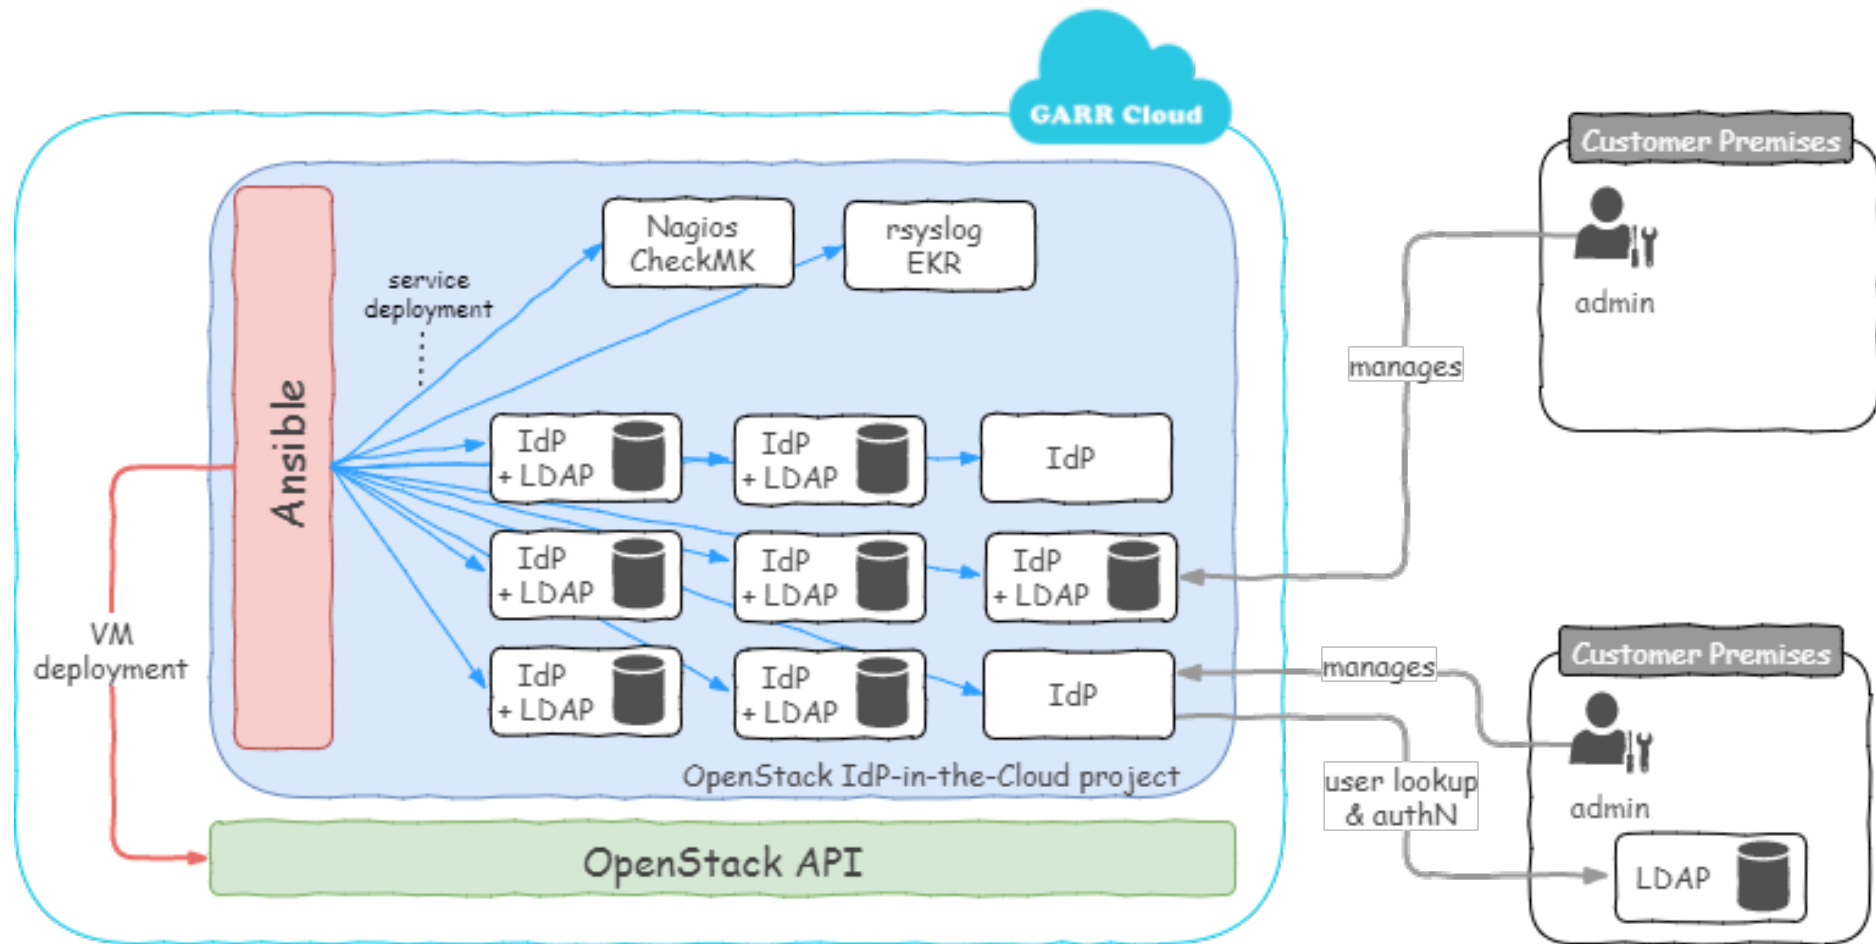 GARR Cloud
Customer Premises
admin
manages
Nagios
CheckMK
rsyslog
EKR
service
deployment
Ansible
IdP
+ LDAP
IdP
+ LDAP
IdP
IdP
+ LDAP
IdP
+ LDAP
IdP
+ LDAP
IdP
+ LDAP
IdP
+ LDAP
IdP
VM
deployment
OpenStack IdP-in-the-Cloud project
OpenStack API
Customer Premises
manages
admin
user lookup
& authN
LDAP